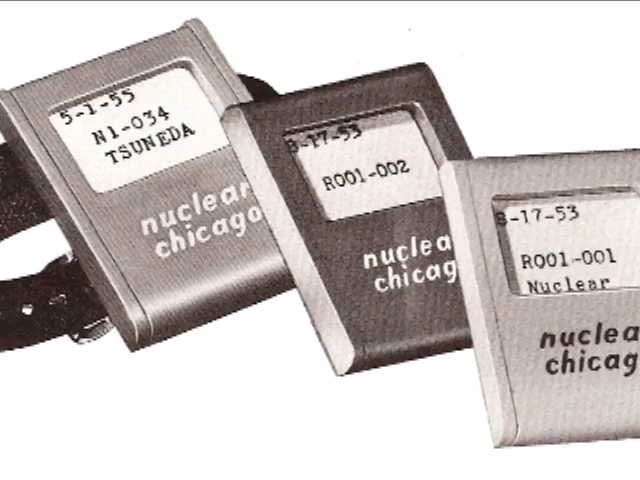 5-1-55
N1-034
TSUNEDA
nuclear
chicago
8-17-53
R001-002
nuclea
chicag
8-17-53
R001-001
Nuclear
nuclea
chicag